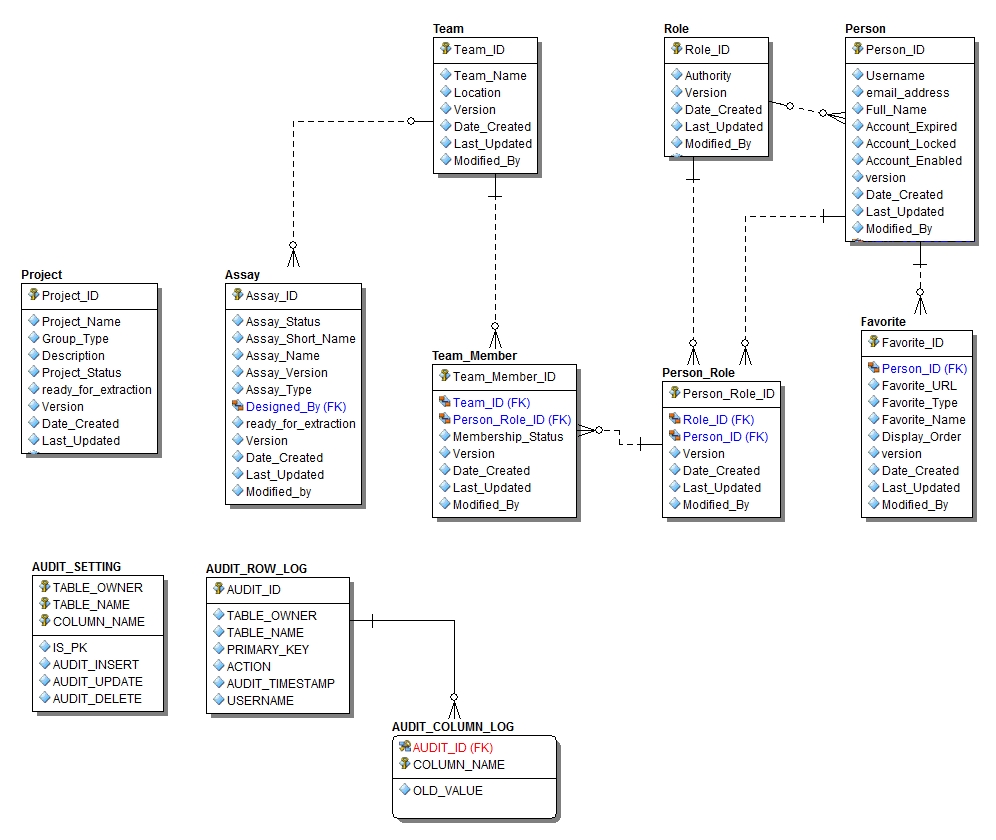 Team
Team_ID
Team_Name
Location
Version
Date_Created
Last_Updated
Modified_By
Role
Role_ID
Authority
Version
Date_Created
Last_Updated
Modified_By
Person
Person_ID
Username
email_address
Full_Name
Account_Expired
Account_Locked
Account_Enabled
version
Date_Created
Last_Updated
Modified_By
Project
Project_ID
Project_Name
Group_Type
Description
Project_Status
ready_for_extraction
Version
Date_Created
Last_Updated
Assay
Assay_ID
Assay_Status
Assay_Short_Name
Assay_Name
Assay_Version
Assay_Type
Designed_By (FK)
ready_for_extraction
Version
Date_Created
Last_Updated
Modified_by
Team_Member
Team_Member_ID
Team_ID (FK)
Person_Role_ID (FK)
Membership_Status
Version
Date_Created
Last_Updated
Modified_By
Person_Role
Person_Role_ID
Role_ID (FK)
Person_ID (FK)
Version
Date_Created
Last_Updated
Modified_By
Favorite
Favorite_ID
Person_ID (FK)
Favorite_URL
Favorite_Type
Favorite_Name
Display_Order
version
Date_Created
Last_Updated
Modified_By
AUDIT_SETTING
TABLE_OWNER
TABLE_NAME
COLUMN_NAME
IS_PK
AUDIT_INSERT
AUDIT_UPDATE
AUDIT_DELETE
AUDIT_ROW_LOG
AUDIT_ID
TABLE_OWNER
TABLE_NAME
PRIMARY_KEY
ACTION
AUDIT_TIMESTAMP
USERNAME
AUDIT_COLUMN_LOG
AUDIT_ID (FK)
COLUMN_NAME
OLD_VALUE